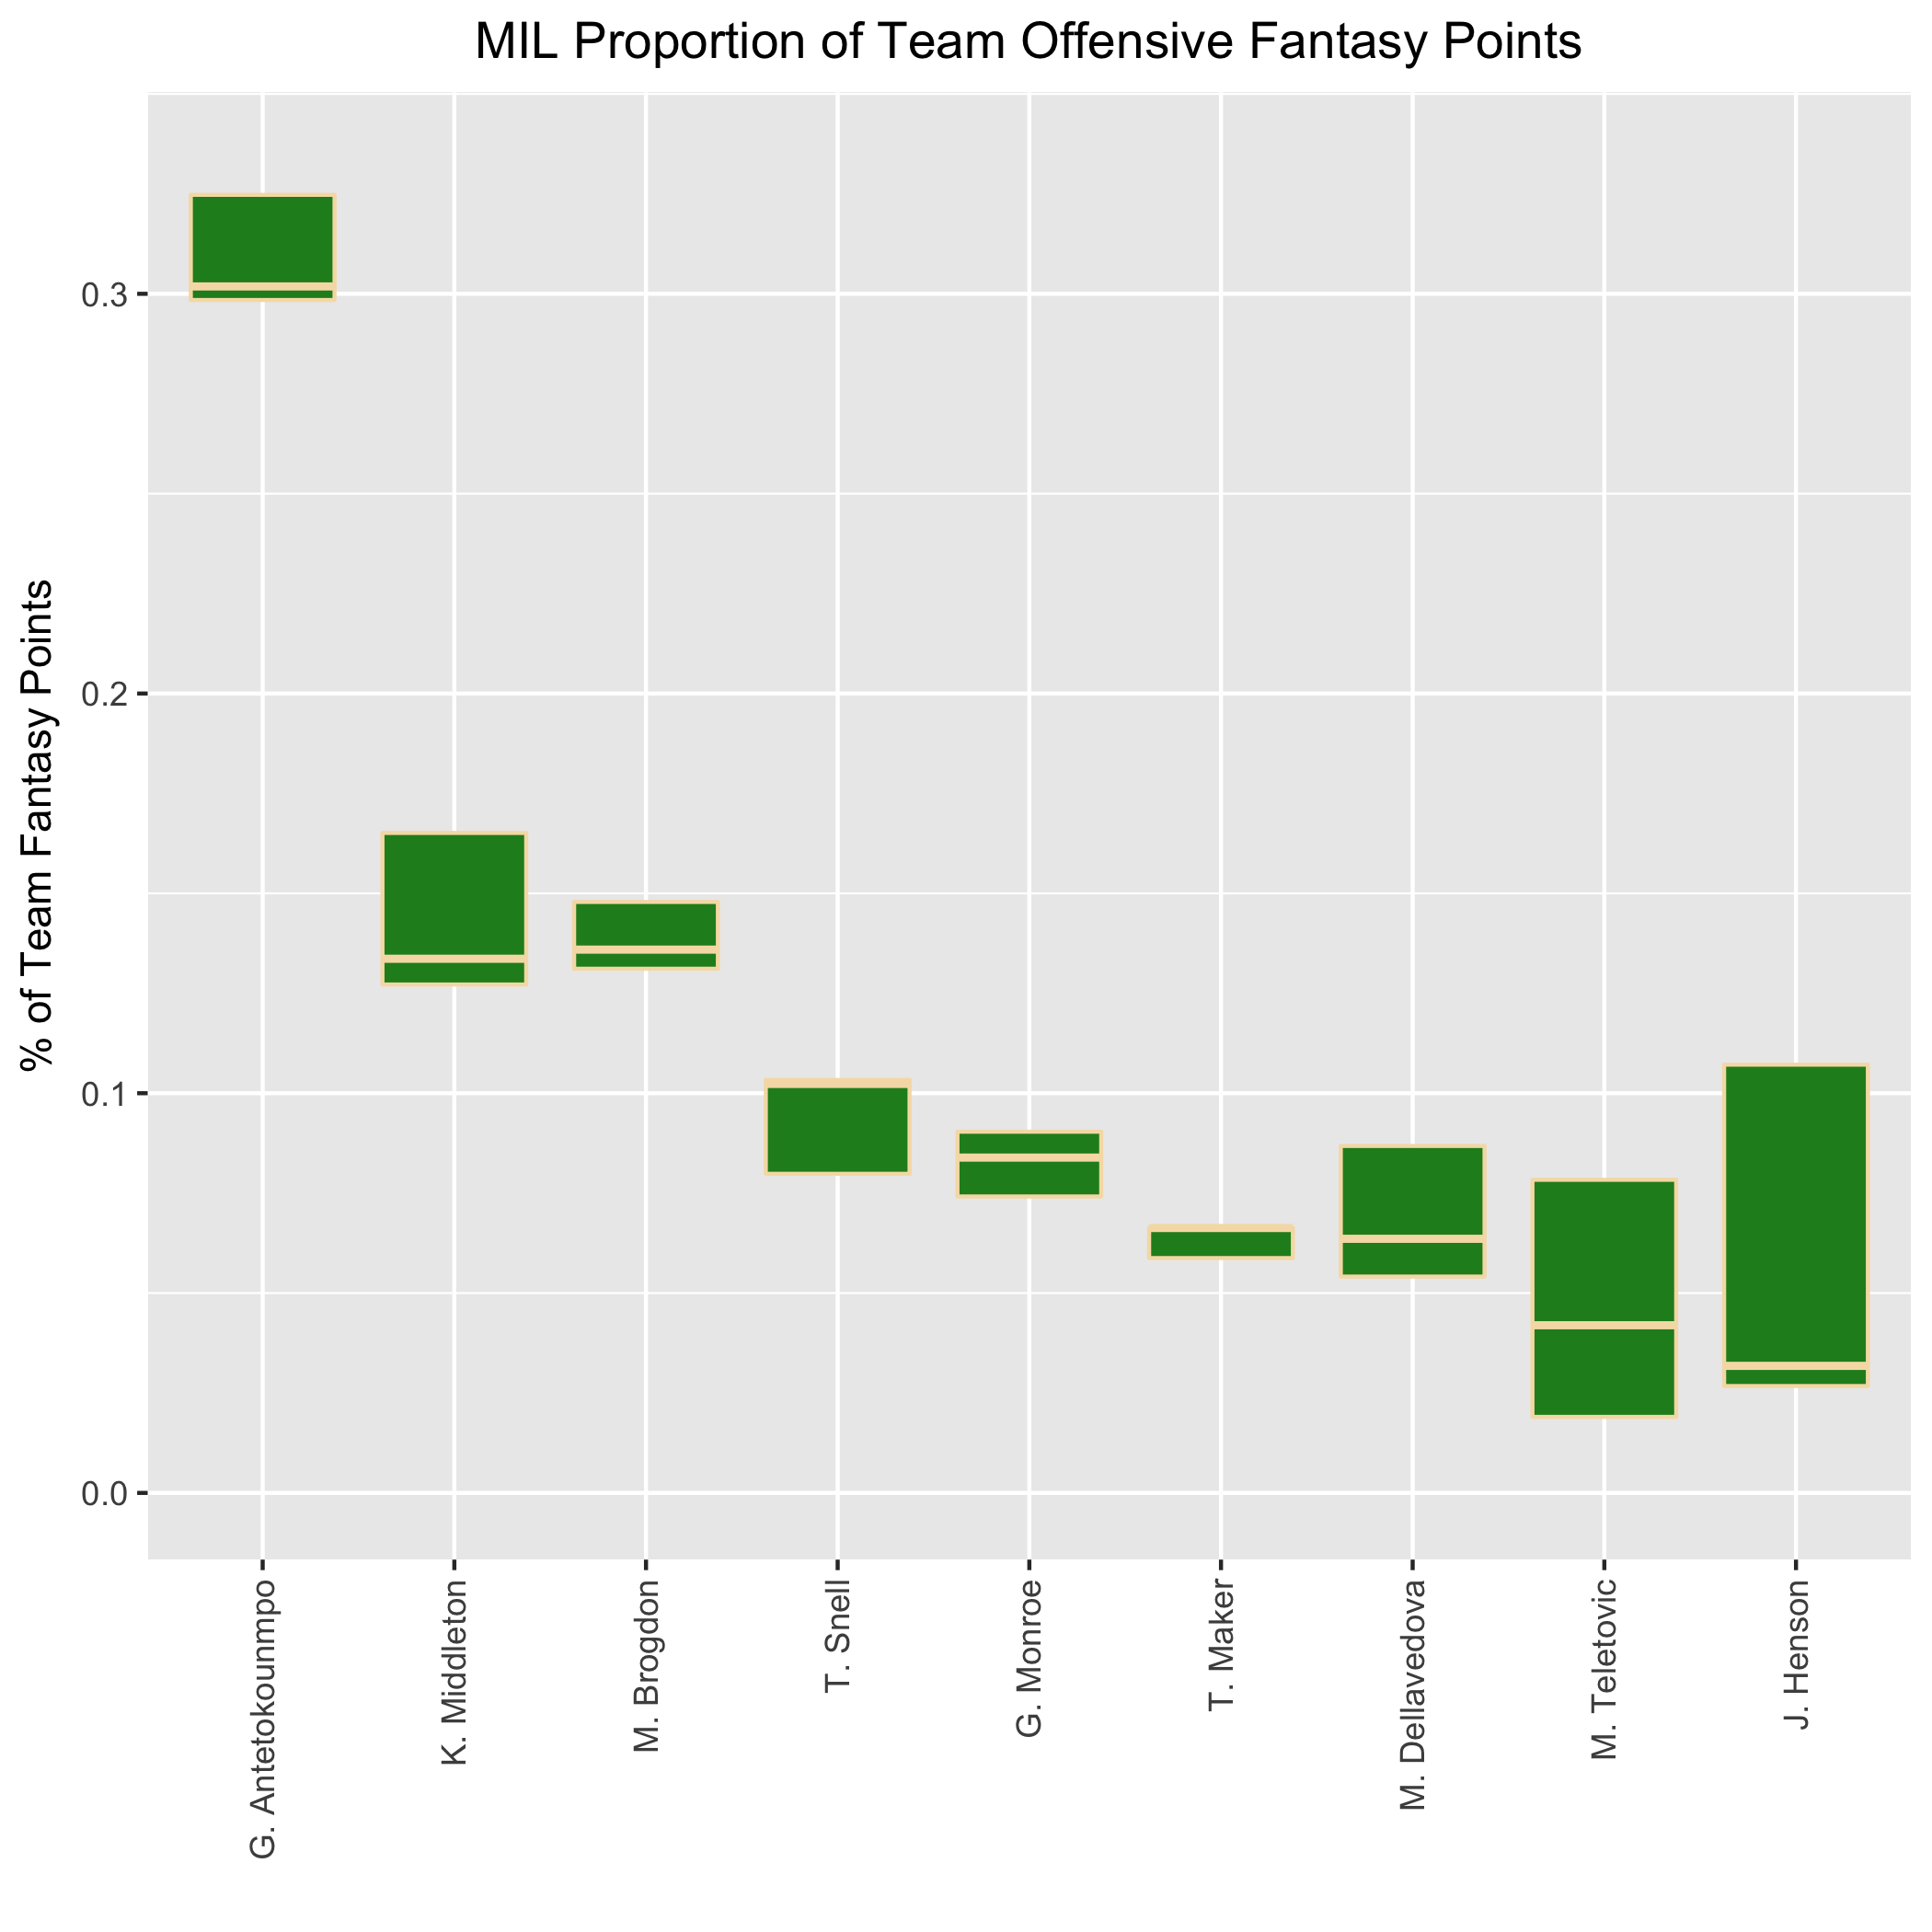 MIL Proportion of Team Offensive Fantasy Points
% of Team Fantasy Points
0.3
0.2
0.1
0.0
G. Antetokounmpo
K. Middleton
M. Brogdon
T. Snell
G. Monroe
T. Maker
M. Dellavedova
M. Teletovic
J. Henson